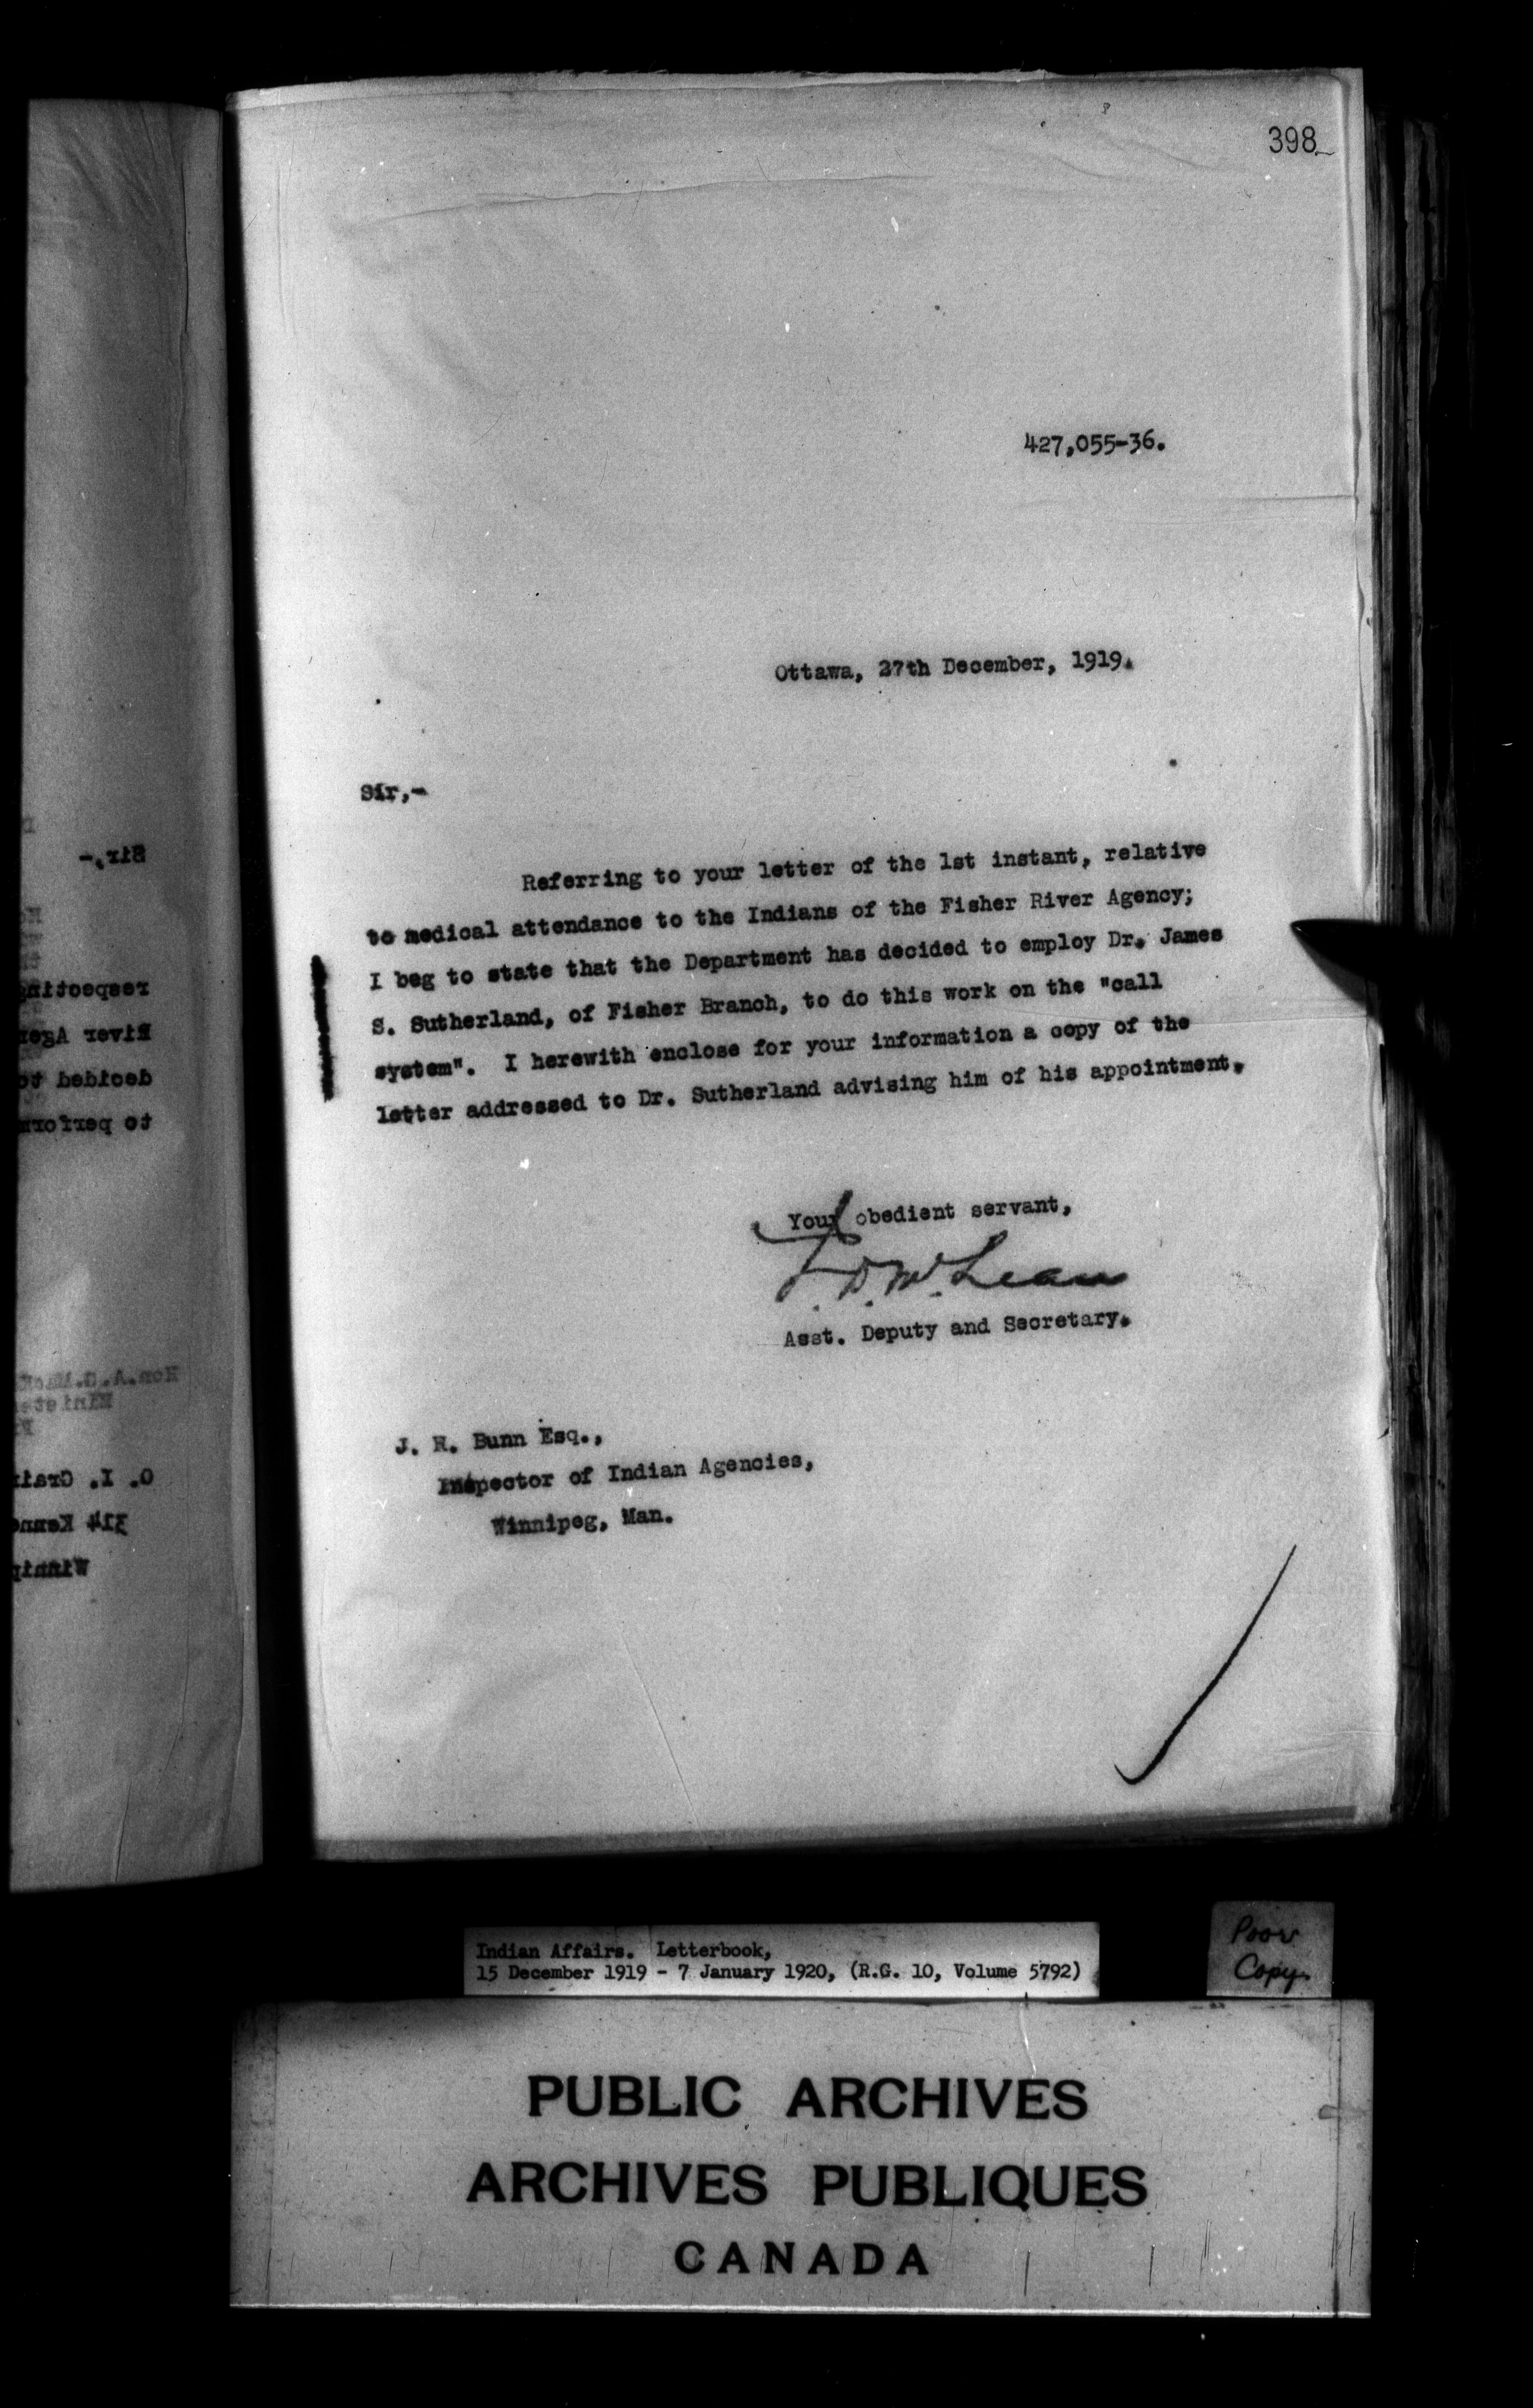 398
427,055-36.
Ottawa, 27th December, 1919.
Sir,-
Referring to your letter of the 1st instant, relative
to medical attendance to the Indians of the Fisher River Agency;
I beg to state that the Department has decided to employ Dr. James
S. Sutherland, of Fisher Branch, to do this work on the "call
system". I herewith enclose for your information a copy of the
letter addressed to Dr. Sutherland advising him of his appointment.
Your obedient servant,
J. D. McLean
Asst. Deputy and Secretary.
J. R. Bunn Esq.,
Inspector of Indian Agencies,
Winnipeg, Man.
Indian Affairs. Letterbook,
15 December 1919 - 7 January 1920, (R.G. 10, Volume 5792)
Poor
Copy
PUBLIC ARCHIVES
ARCHIVES PUBLIQUES
CANADA